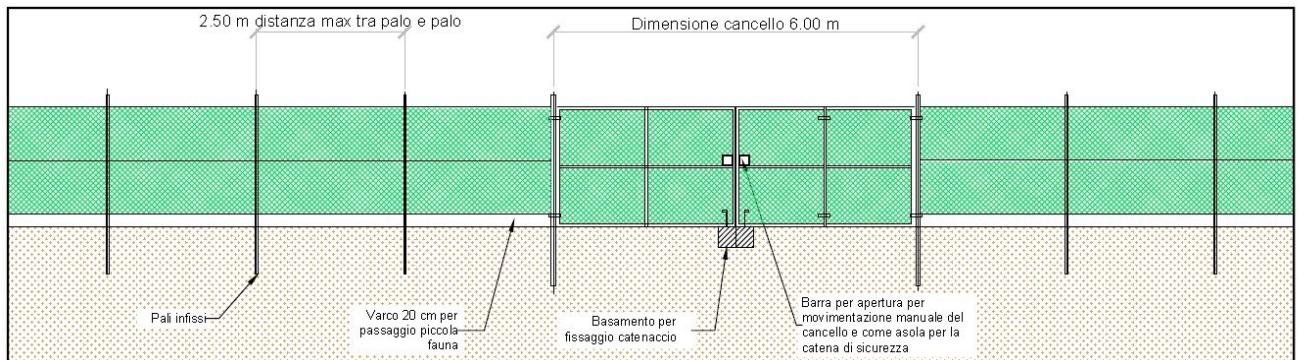 2.50 m distanza max tra palo e palo
Dimensione cancello 6.00 m
Pali infissi
Varco 20 cm per
passaggio piccola
fauna
Basamento per
fissaggio catenaccio
Barra per apertura per
movimentazione manuale del
cancello e come asola per la
catena di sicurezza